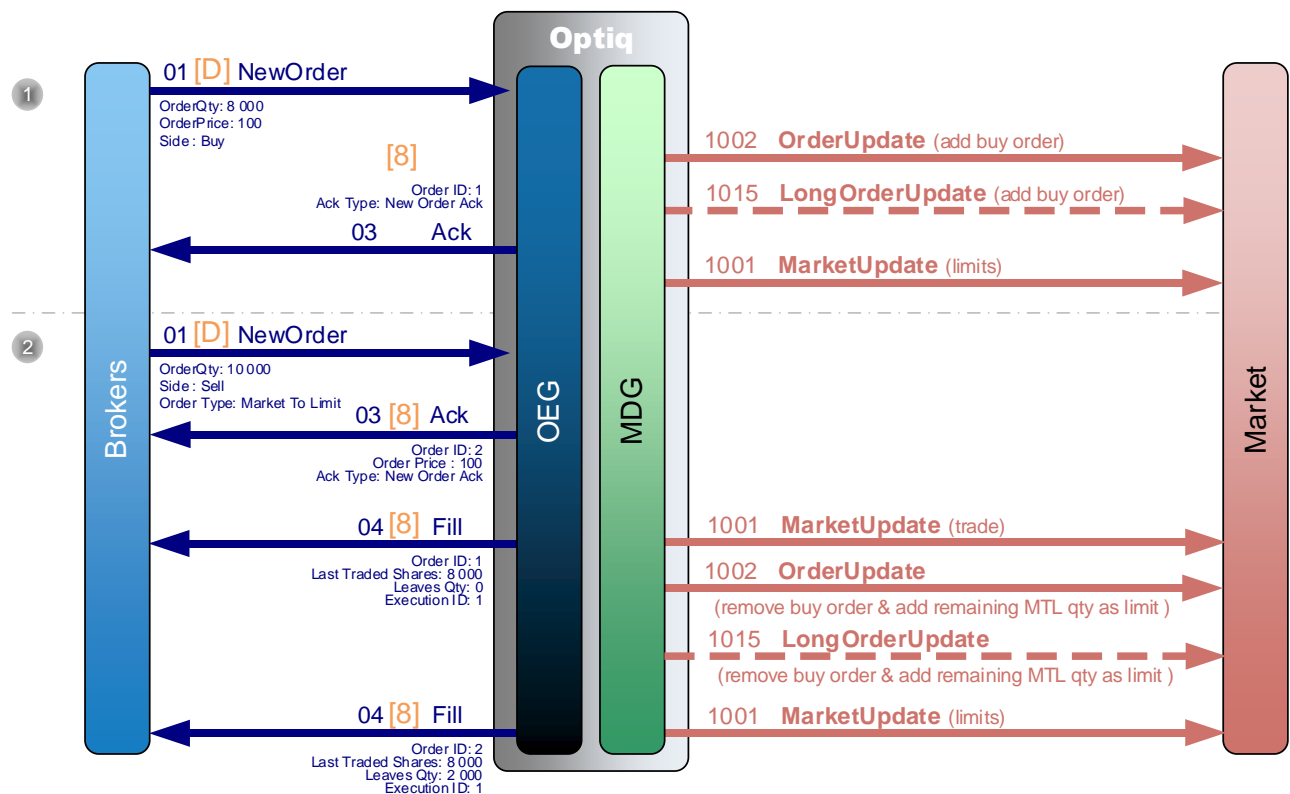 Optiq
1
01 [D] NewOrder
OrderQty: 8 000
OrderPrice: 100
Side : Buy
[8]
Order ID: 1
Ack Type: New Order Ack
03 Ack
1002 OrderUpdate (add buy order)
1015 LongOrderUpdate (add buy order)
1001 MarketUpdate (limits)
2
01 [D] NewOrder
OrderQty: 10 000
Side : Sell
Order Type: Market To Limit
03 [8] Ack
Order ID: 2
Order Price : 100
Ack Type: New Order Ack
Brokers
OEG
MDG
Market
04 [8] Fill
Order ID: 1
Last Traded Shares: 8 000
Leaves Qty: 0
Execution ID: 1
1001 MarketUpdate (trade)
1002 OrderUpdate
(remove buy order & add remaining MTL qty as limit )
1015 LongOrderUpdate
(remove buy order & add remaining MTL qty as limit )
04 [8] Fill
Order ID: 2
Last Traded Shares: 8 000
Leaves Qty: 2 000
Execution ID: 1
1001 MarketUpdate (limits)